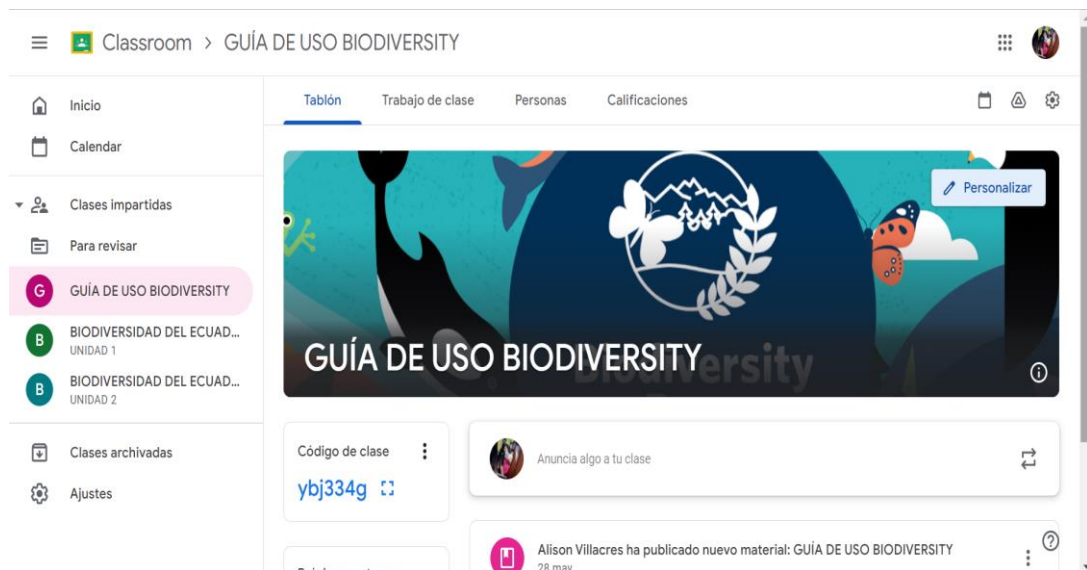 Classroom > GUÍA DE USO BIODIVERSITY
Inicio
Calendar
Clases impartidas
Para revisar
G GUÍA DE USO BIODIVERSITY
B BIODIVERSIDAD DEL ECUAD...
UNIDAD 1
B BIODIVERSIDAD DEL ECUAD...
UNIDAD 2
Clases archivadas
Ajustes
Tablón Trabajo de clase Personas Calificaciones
Personalizar
Biodiversity
GUÍA DE USO BIODIVERSITY
Código de clase
ybj334g
Anuncia algo a tu clase
Alison Villacres ha publicado nuevo material: GUÍA DE USO BIODIVERSITY
28 may